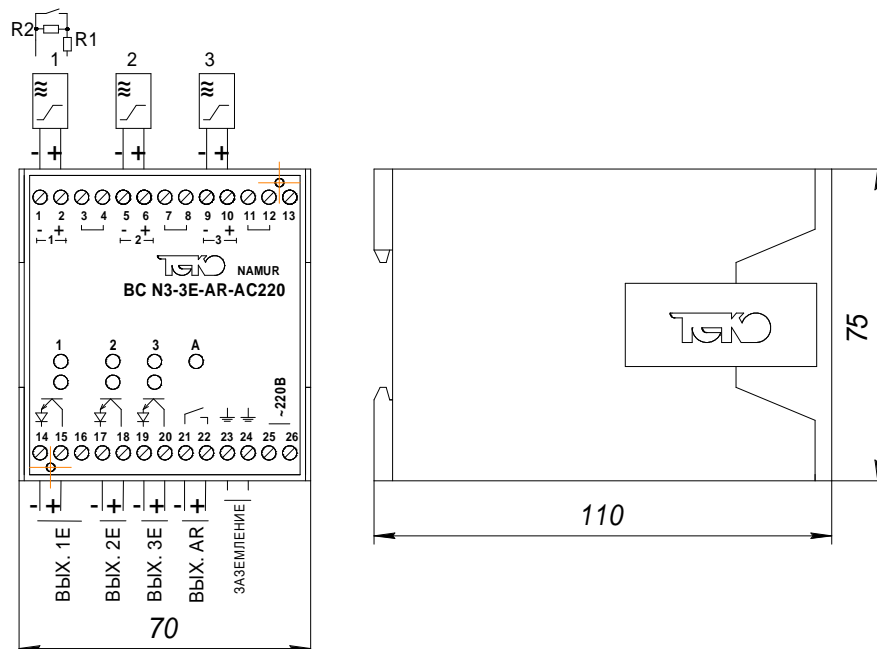 R2
R1
1 2 3
- + - + - +
1 2 3 4 5 6 7 8 9 10 11 12 13
- + - + - +
1 2 3
ТЕКО NAMUR
BC N3-3E-AR-AC220
1 2 3 A
~220В
14 15 16 17 18 19 20 21 22 23 24 25 26
- + - + - + - +
ВЫХ. 1Е
ВЫХ. 2Е
ВЫХ. 3Е
ВЫХ. AR
ЗАЗЕМЛЕНИЕ
70
ТЕКО
75
110